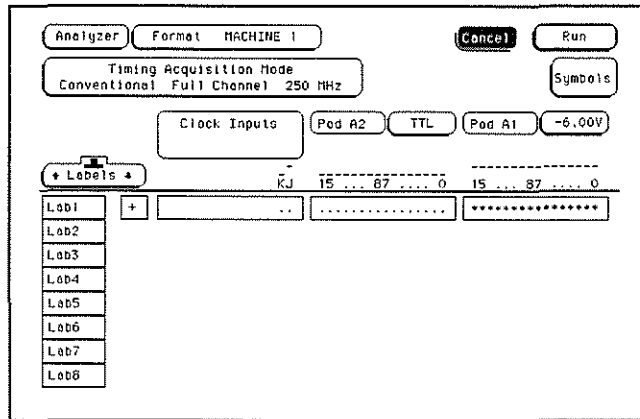 Analyzer Format MACHINE 1 Cancel Run
Timing Acquisition Mode
Conventional Full Channel 250 MHz
Symbols
Clock Inputs Pod A2 TTL Pod A1 -6.00V
Labels
KJ 15 ... 87 .... 0 15 ... 87 .... 0
Lab1 + .. ................ ****************
Lab2
Lab3
Lab4
Lab5
Lab6
Lab7
Lab8